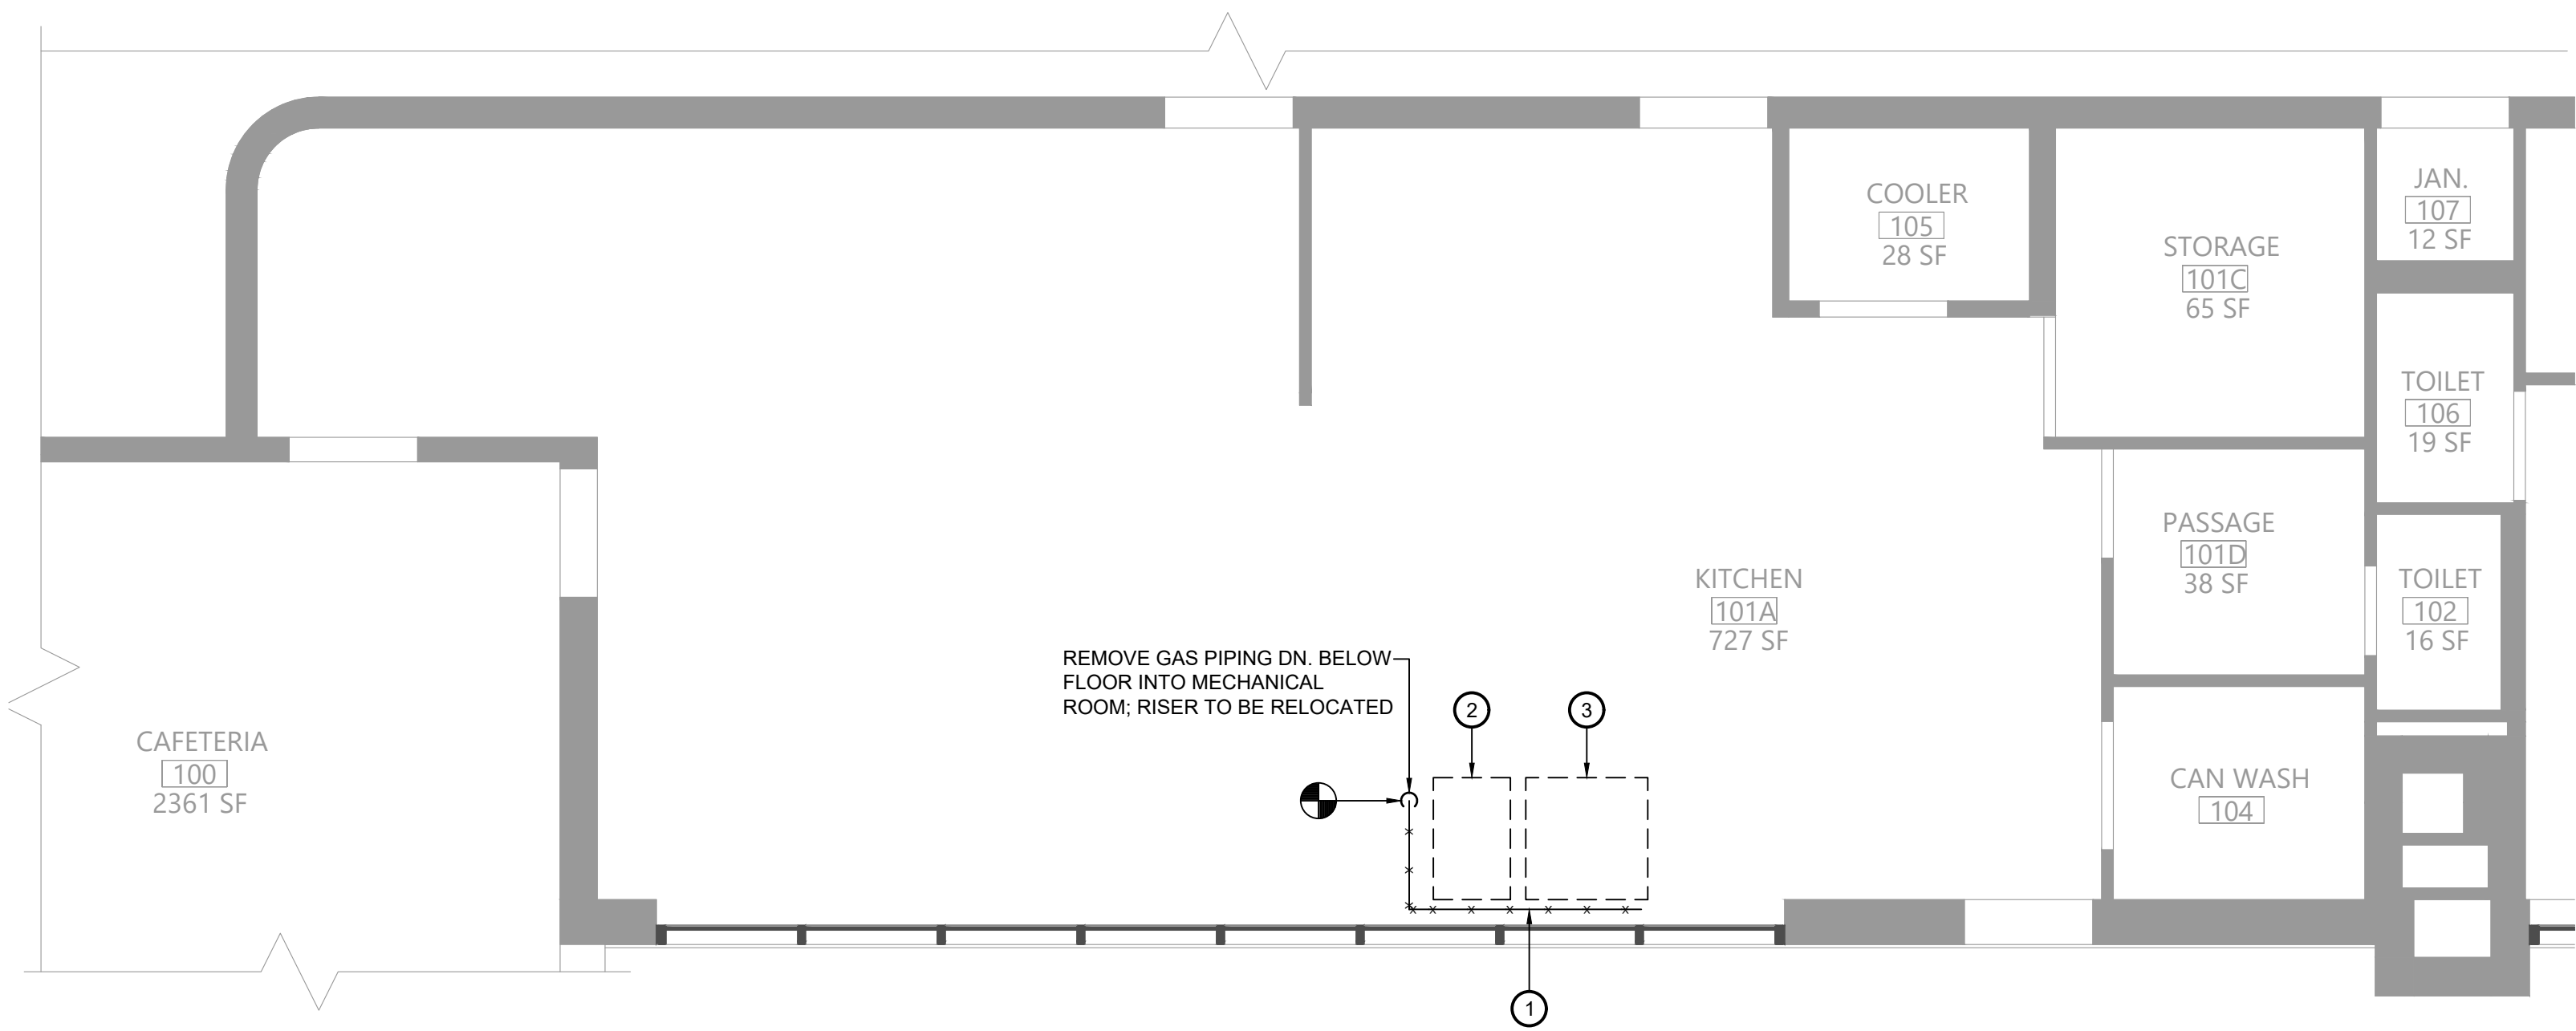 COOLER
105
28 SF
JAN.
107
12 SF
STORAGE
101C
65 SF
TOILET
106
19 SF
PASSAGE
101D
38 SF
KITCHEN
101A
727 SF
TOILET
102
16 SF
REMOVE GAS PIPING DN. BELOW
FLOOR INTO MECHANICAL
ROOM; RISER TO BE RELOCATED
2
3
CAFETERIA
100
2361 SF
CAN WASH
104
1